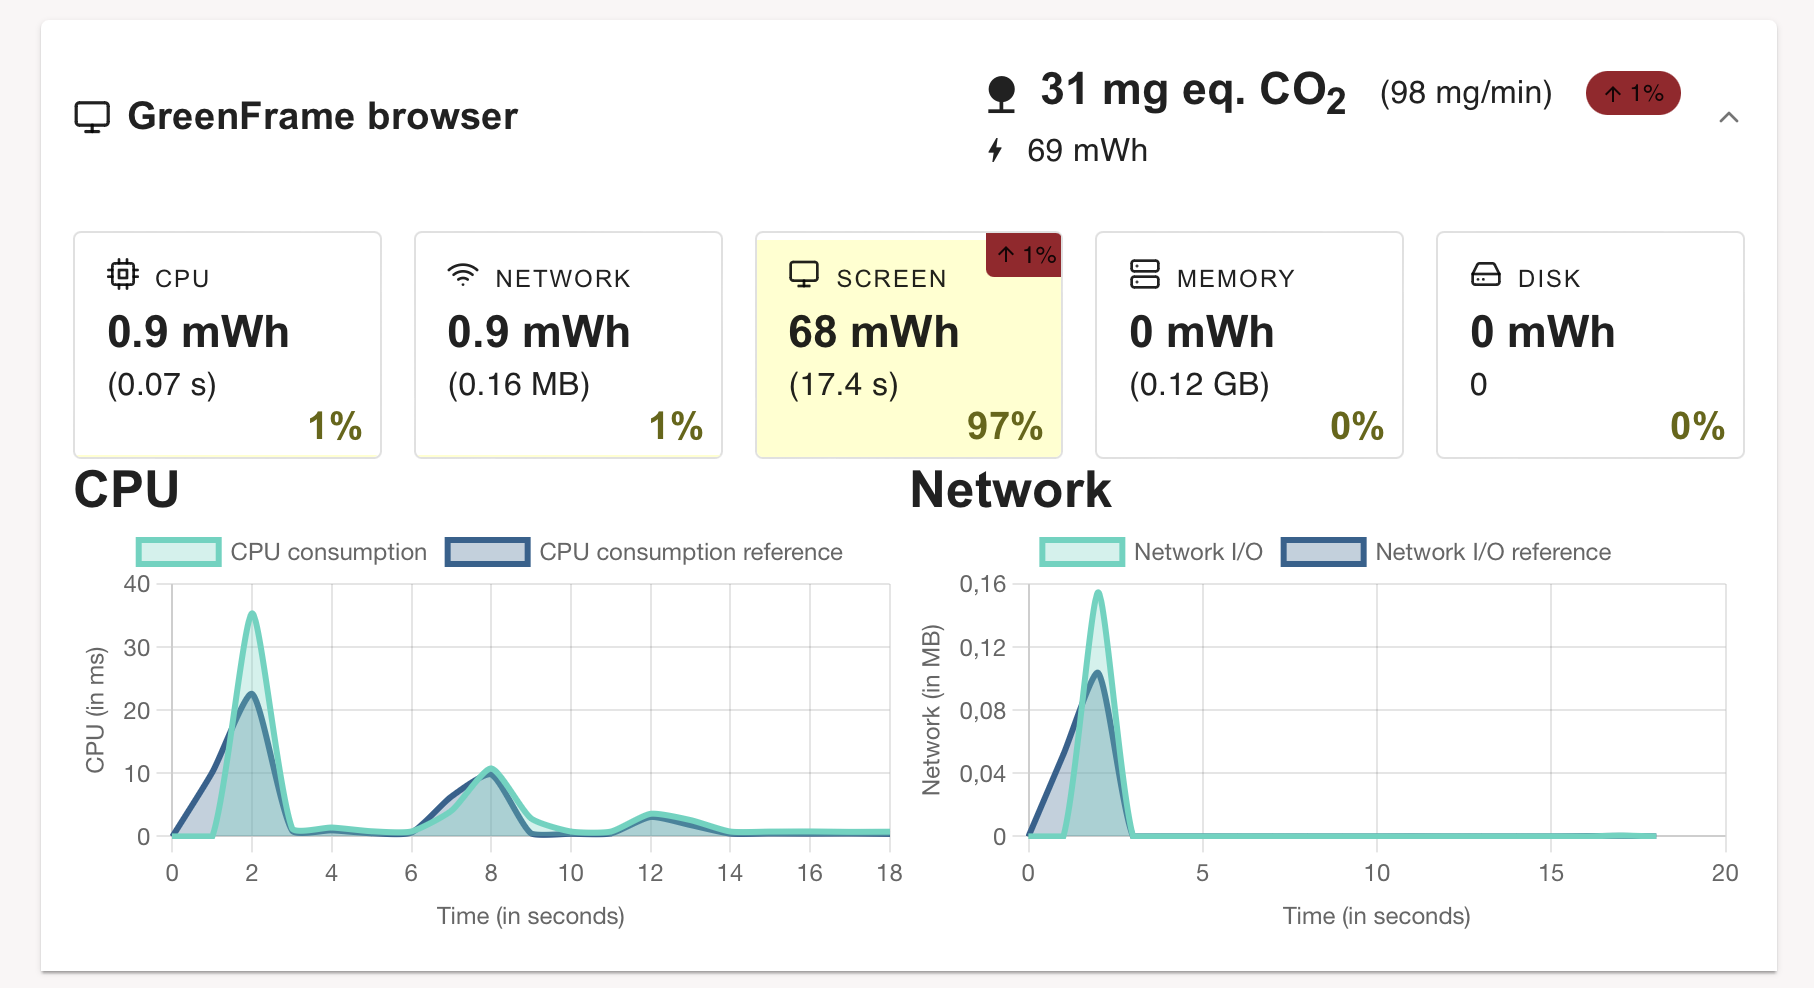 GreenFrame browser
31 mg eq. CO2 (98 mg/min) ↑ 1%
69 mWh
CPU
0.9 mWh
(0.07 s)
1%
NETWORK
0.9 mWh
(0.16 MB)
1%
SCREEN
↑ 1%
68 mWh
(17.4 s)
97%
MEMORY
0 mWh
(0.12 GB)
0%
DISK
0 mWh
0
0%
CPU
CPU consumption CPU consumption reference
CPU (in ms)
40
30
20
10
0
0 2 4 6 8 10 12 14 16 18
Time (in seconds)
Network
Network I/O Network I/O reference
Network (in MB)
0,16
0,12
0,08
0,04
0
0 5 10 15 20
Time (in seconds)